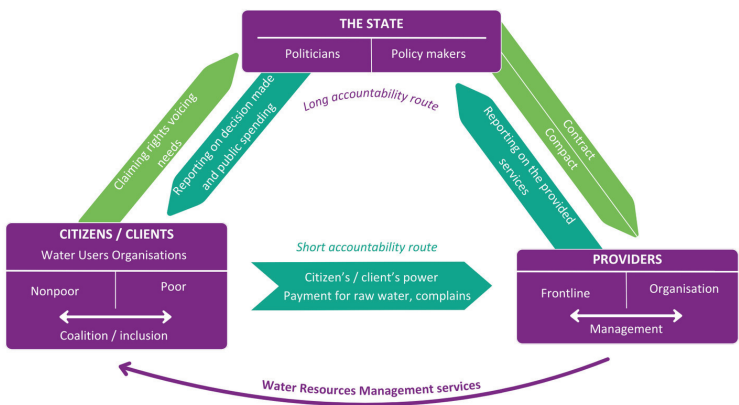 THE STATE
Politicians
Policy makers
Long accountability route
Claiming rights voicing
needs
Reporting on decision made
and public spending
Reporting on the provided
services
Contract
Compact
CITIZENS / CLIENTS
Water Users Organisations
Nonpoor
Poor
Coalition / inclusion
Short accountability route
Citizen’s / client’s power
Payment for raw water, complains
PROVIDERS
Frontline
Organisation
Management
Water Resources Management services